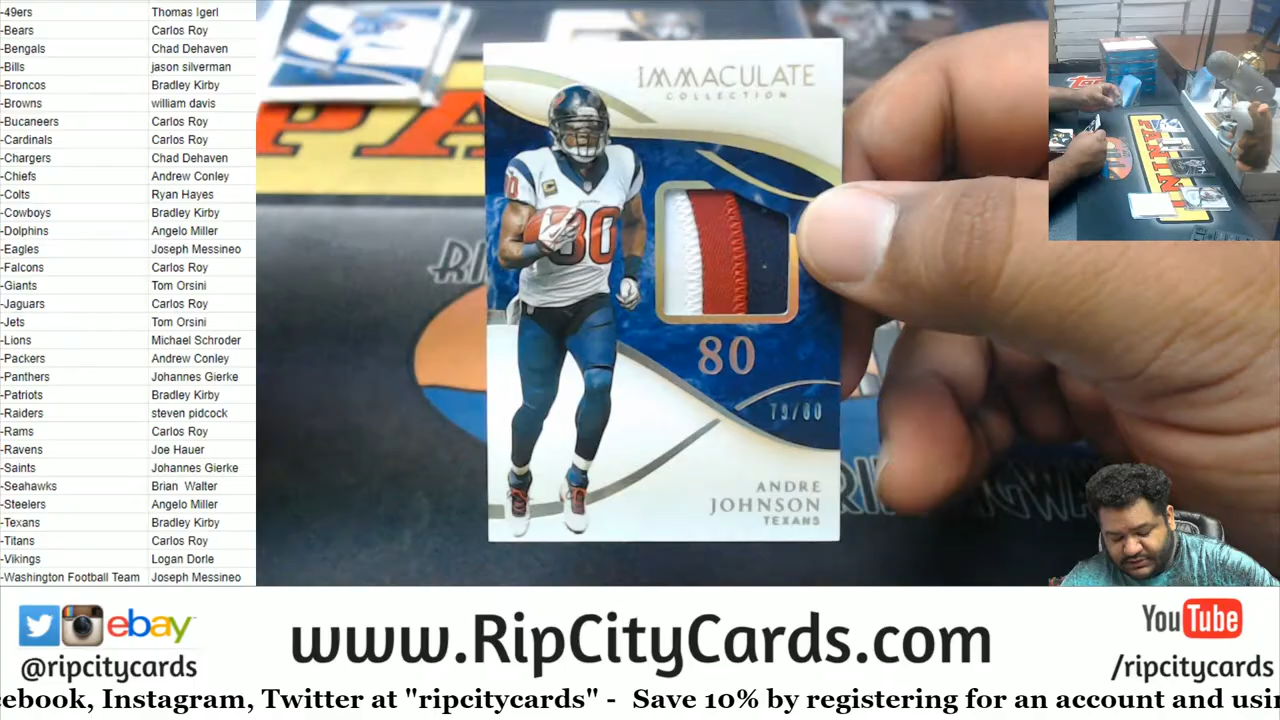 -49ers Thomas Igerl
-Bears Carlos Roy
-Bengals Chad Dehaven
-Bills jason silverman
-Broncos Bradley Kirby
-Browns william davis
-Bucaneers Carlos Roy
-Cardinals Carlos Roy
-Chargers Chad Dehaven
-Chiefs Andrew Conley
-Colts Ryan Hayes
-Cowboys Bradley Kirby
-Dolphins Angelo Miller
-Eagles Joseph Messineo
-Falcons Carlos Roy
-Giants Tom Orsini
-Jaguars Carlos Roy
-Jets Tom Orsini
-Lions Michael Schroder
-Packers Andrew Conley
-Panthers Johannes Gierke
-Patriots Bradley Kirby
-Raiders steven pidcock
-Rams Carlos Roy
-Ravens Joe Hauer
-Saints Johannes Gierke
-Seahawks Brian Walter
-Steelers Angelo Miller
-Texans Bradley Kirby
-Titans Carlos Roy
-Vikings Logan Dorle
-Washington Football Team Joseph Messineo
IMMACULATE
COLLECTION
80
80
79/80
ANDRE
JOHNSON
TEXANS
PA
RI
PANINI
ebay
@ripcitycards
www.RipCityCards.com
YouTube
/ripcitycards
cebook, Instagram, Twitter at "ripcitycards" - Save 10% by registering for an account and usin